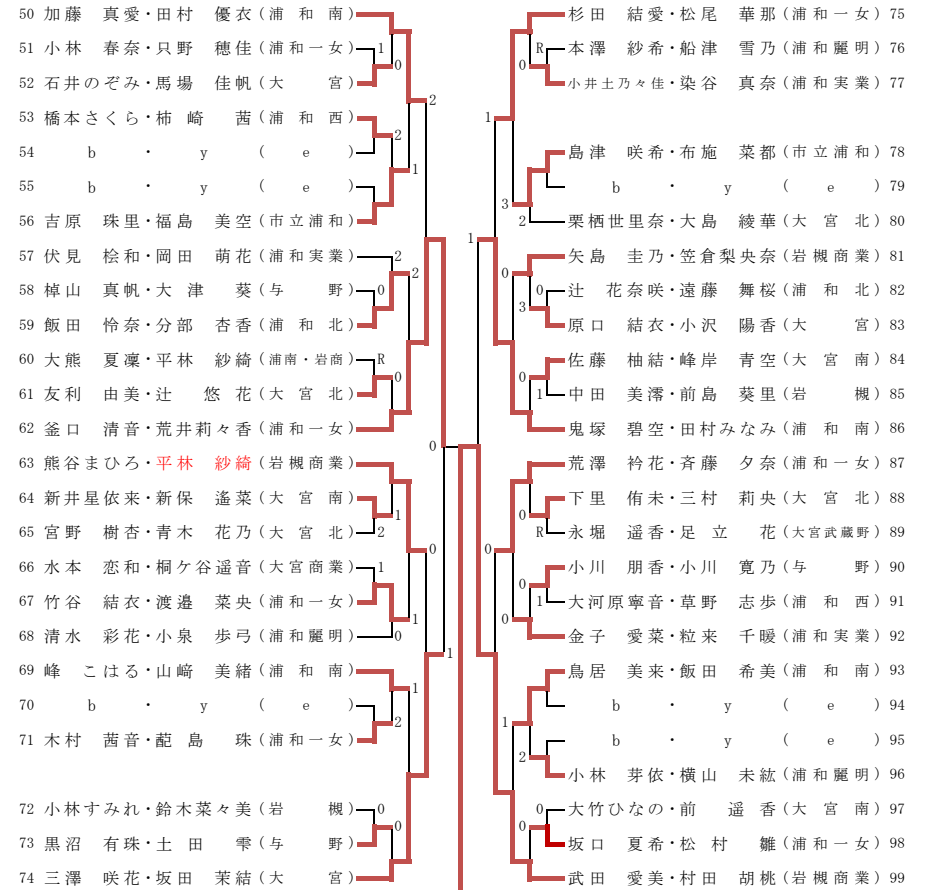 50 加藤 真愛・田村 優衣(浦和南)
51 小林 春奈・只野 穂佳(浦和一女)
52 石井のぞみ・馬場 佳帆(大宮)
53 橋本さくら・柿崎 茜(浦和西)
54 b・y(e)
55 b・y(e)
56 吉原 珠里・福島 美空(市立浦和)
57 伏見 桧和・岡田 萌花(浦和実業)
58 棹山 真帆・大津 葵(与野)
59 飯田 怜奈・分部 杏香(浦和北)
60 大熊 夏凜・平林 紗綺(浦南・岩商)
61 友利 由美・辻 悠花(大宮北)
62 釜口 清音・荒井莉々香(浦和一女)
63 熊谷まひろ・平林 紗綺(岩槻商業)
64 新井星依来・新保 遙菜(大宮南)
65 宮野 樹杏・青木 花乃(大宮北)
66 水本 恋和・桐ケ谷遥音(大宮商業)
67 竹谷 結衣・渡邉 菜央(浦和一女)
68 清水 彩花・小泉 歩弓(浦和麗明)
69 峰 こはる・山﨑 美緒(浦和南)
70 b・y(e)
71 木村 茜音・蓜島 珠(浦和一女)
72 小林すみれ・鈴木菜々美(岩槻)
73 黒沼 有珠・土田 雫(与野)
74 三澤 咲花・坂田 茉結(大宮)
1
0
2
2
1
2
0
2
R
0
0
1
2
0
1
0
1
1
2
0
0
杉田 結愛・松尾 華那(浦和一女) 75
本澤 紗希・船津 雪乃(浦和麗明) 76
小井土乃々佳・染谷 真奈(浦和実業) 77
島津 咲希・布施 菜都(市立浦和) 78
b・y(e) 79
栗栖世里奈・大島 綾華(大宮北) 80
矢島 圭乃・笠倉梨央奈(岩槻商業) 81
辻 花奈咲・遠藤 舞桜(浦和北) 82
原口 結衣・小沢 陽香(大宮) 83
佐藤 柚結・峰岸 青空(大宮南) 84
中田 美澪・前島 葵里(岩槻) 85
鬼塚 碧空・田村みなみ(浦和南) 86
荒澤 衿花・斉藤 夕奈(浦和一女) 87
下里 侑未・三村 莉央(大宮北) 88
永堀 遥香・足立 花(大宮武蔵野) 89
小川 朋香・小川 寛乃(与野) 90
大河原寧音・草野 志歩(浦和西) 91
金子 愛菜・粒来 千暖(浦和実業) 92
鳥居 美来・飯田 希美(浦和南) 93
b・y(e) 94
b・y(e) 95
小林 芽依・横山 未紘(浦和麗明) 96
大竹ひなの・前 遥香(大宮南) 97
坂口 夏希・松村 雛(浦和一女) 98
武田 愛美・村田 胡桃(岩槻商業) 99
R
0
1
3
2
1
0
0
3
0
1
0
R
0
0
1
0
1
2
0
0